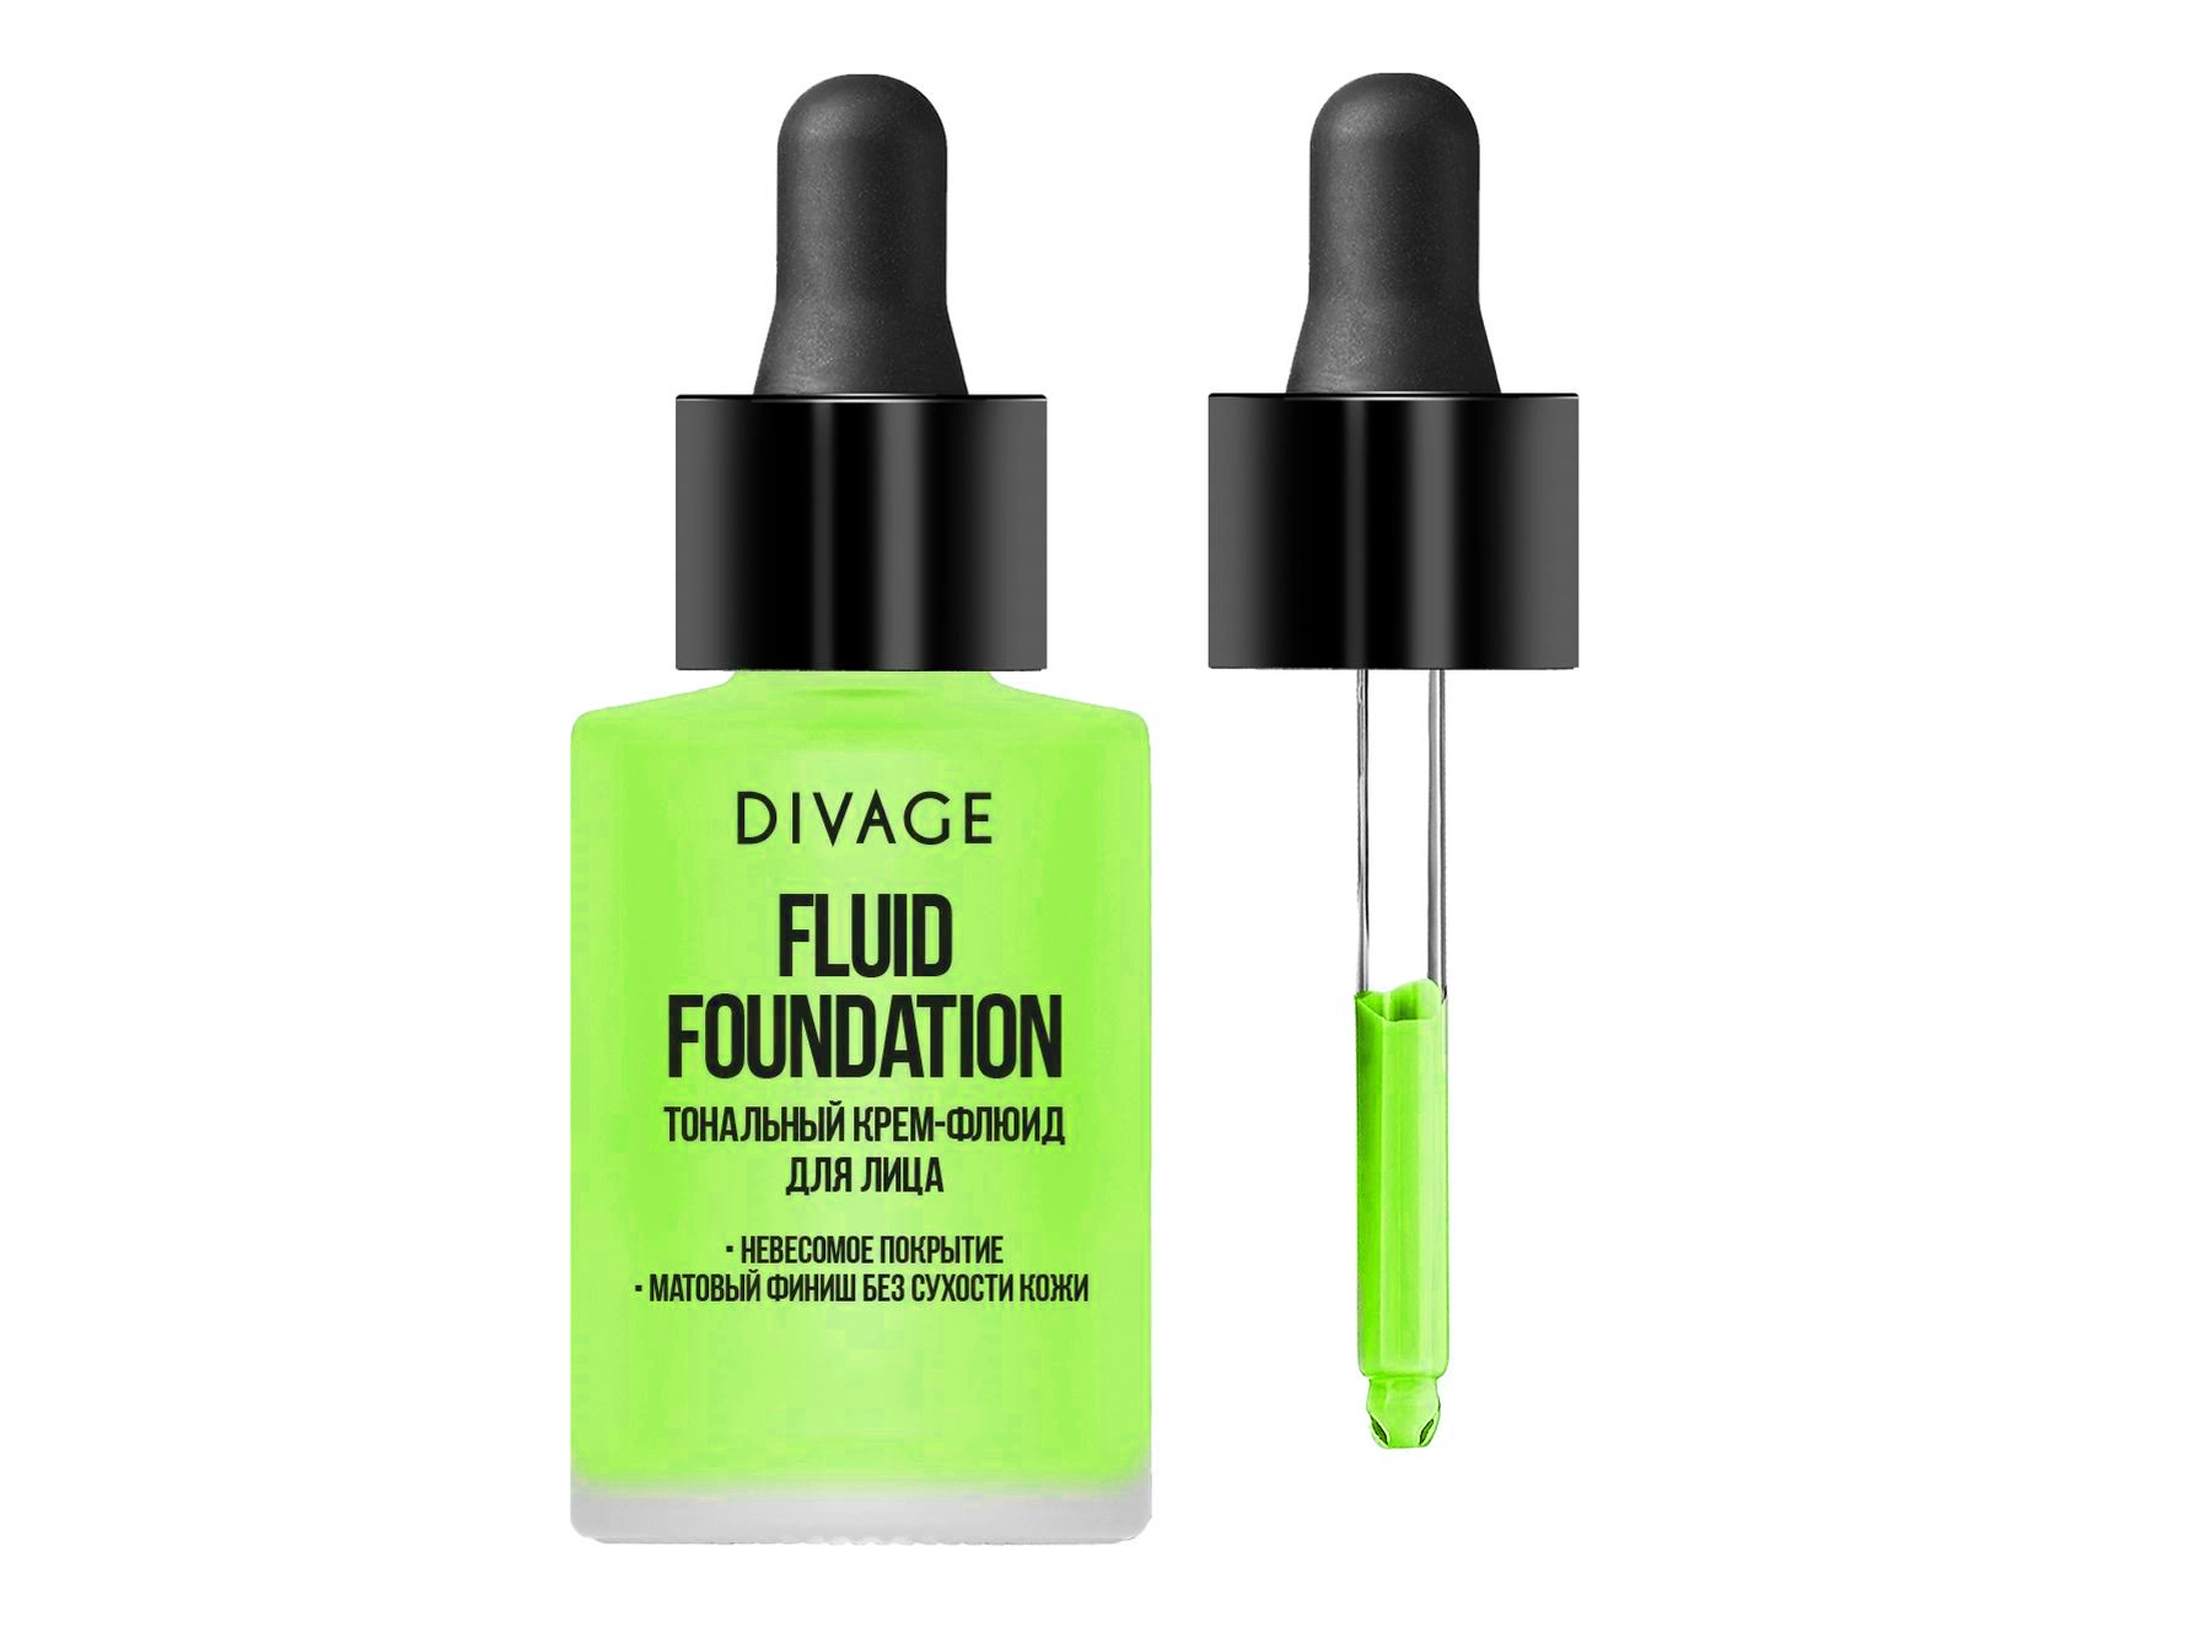 DIVAGE
FLUID
FOUNDATION
ТОНАЛЬНЫЙ КРЕМ-ФЛЮИД
ДЛЯ ЛИЦА
· НЕВЕСОМОЕ ПОКРЫТИЕ
· МАТОВЫЙ ФИНИШ БЕЗ СУХОСТИ КОЖИ